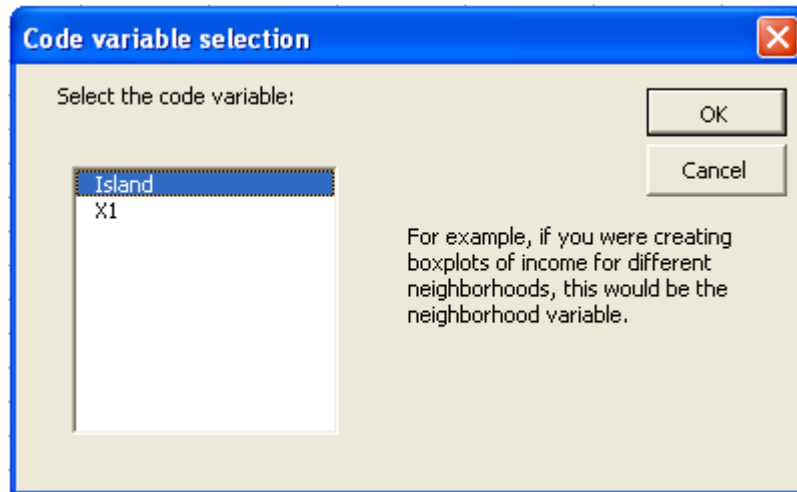 Code variable selection
Select the code variable:
OK
Cancel
Island
X1
For example, if you were creating
boxplots of income for different
neighborhoods, this would be the
neighborhood variable.